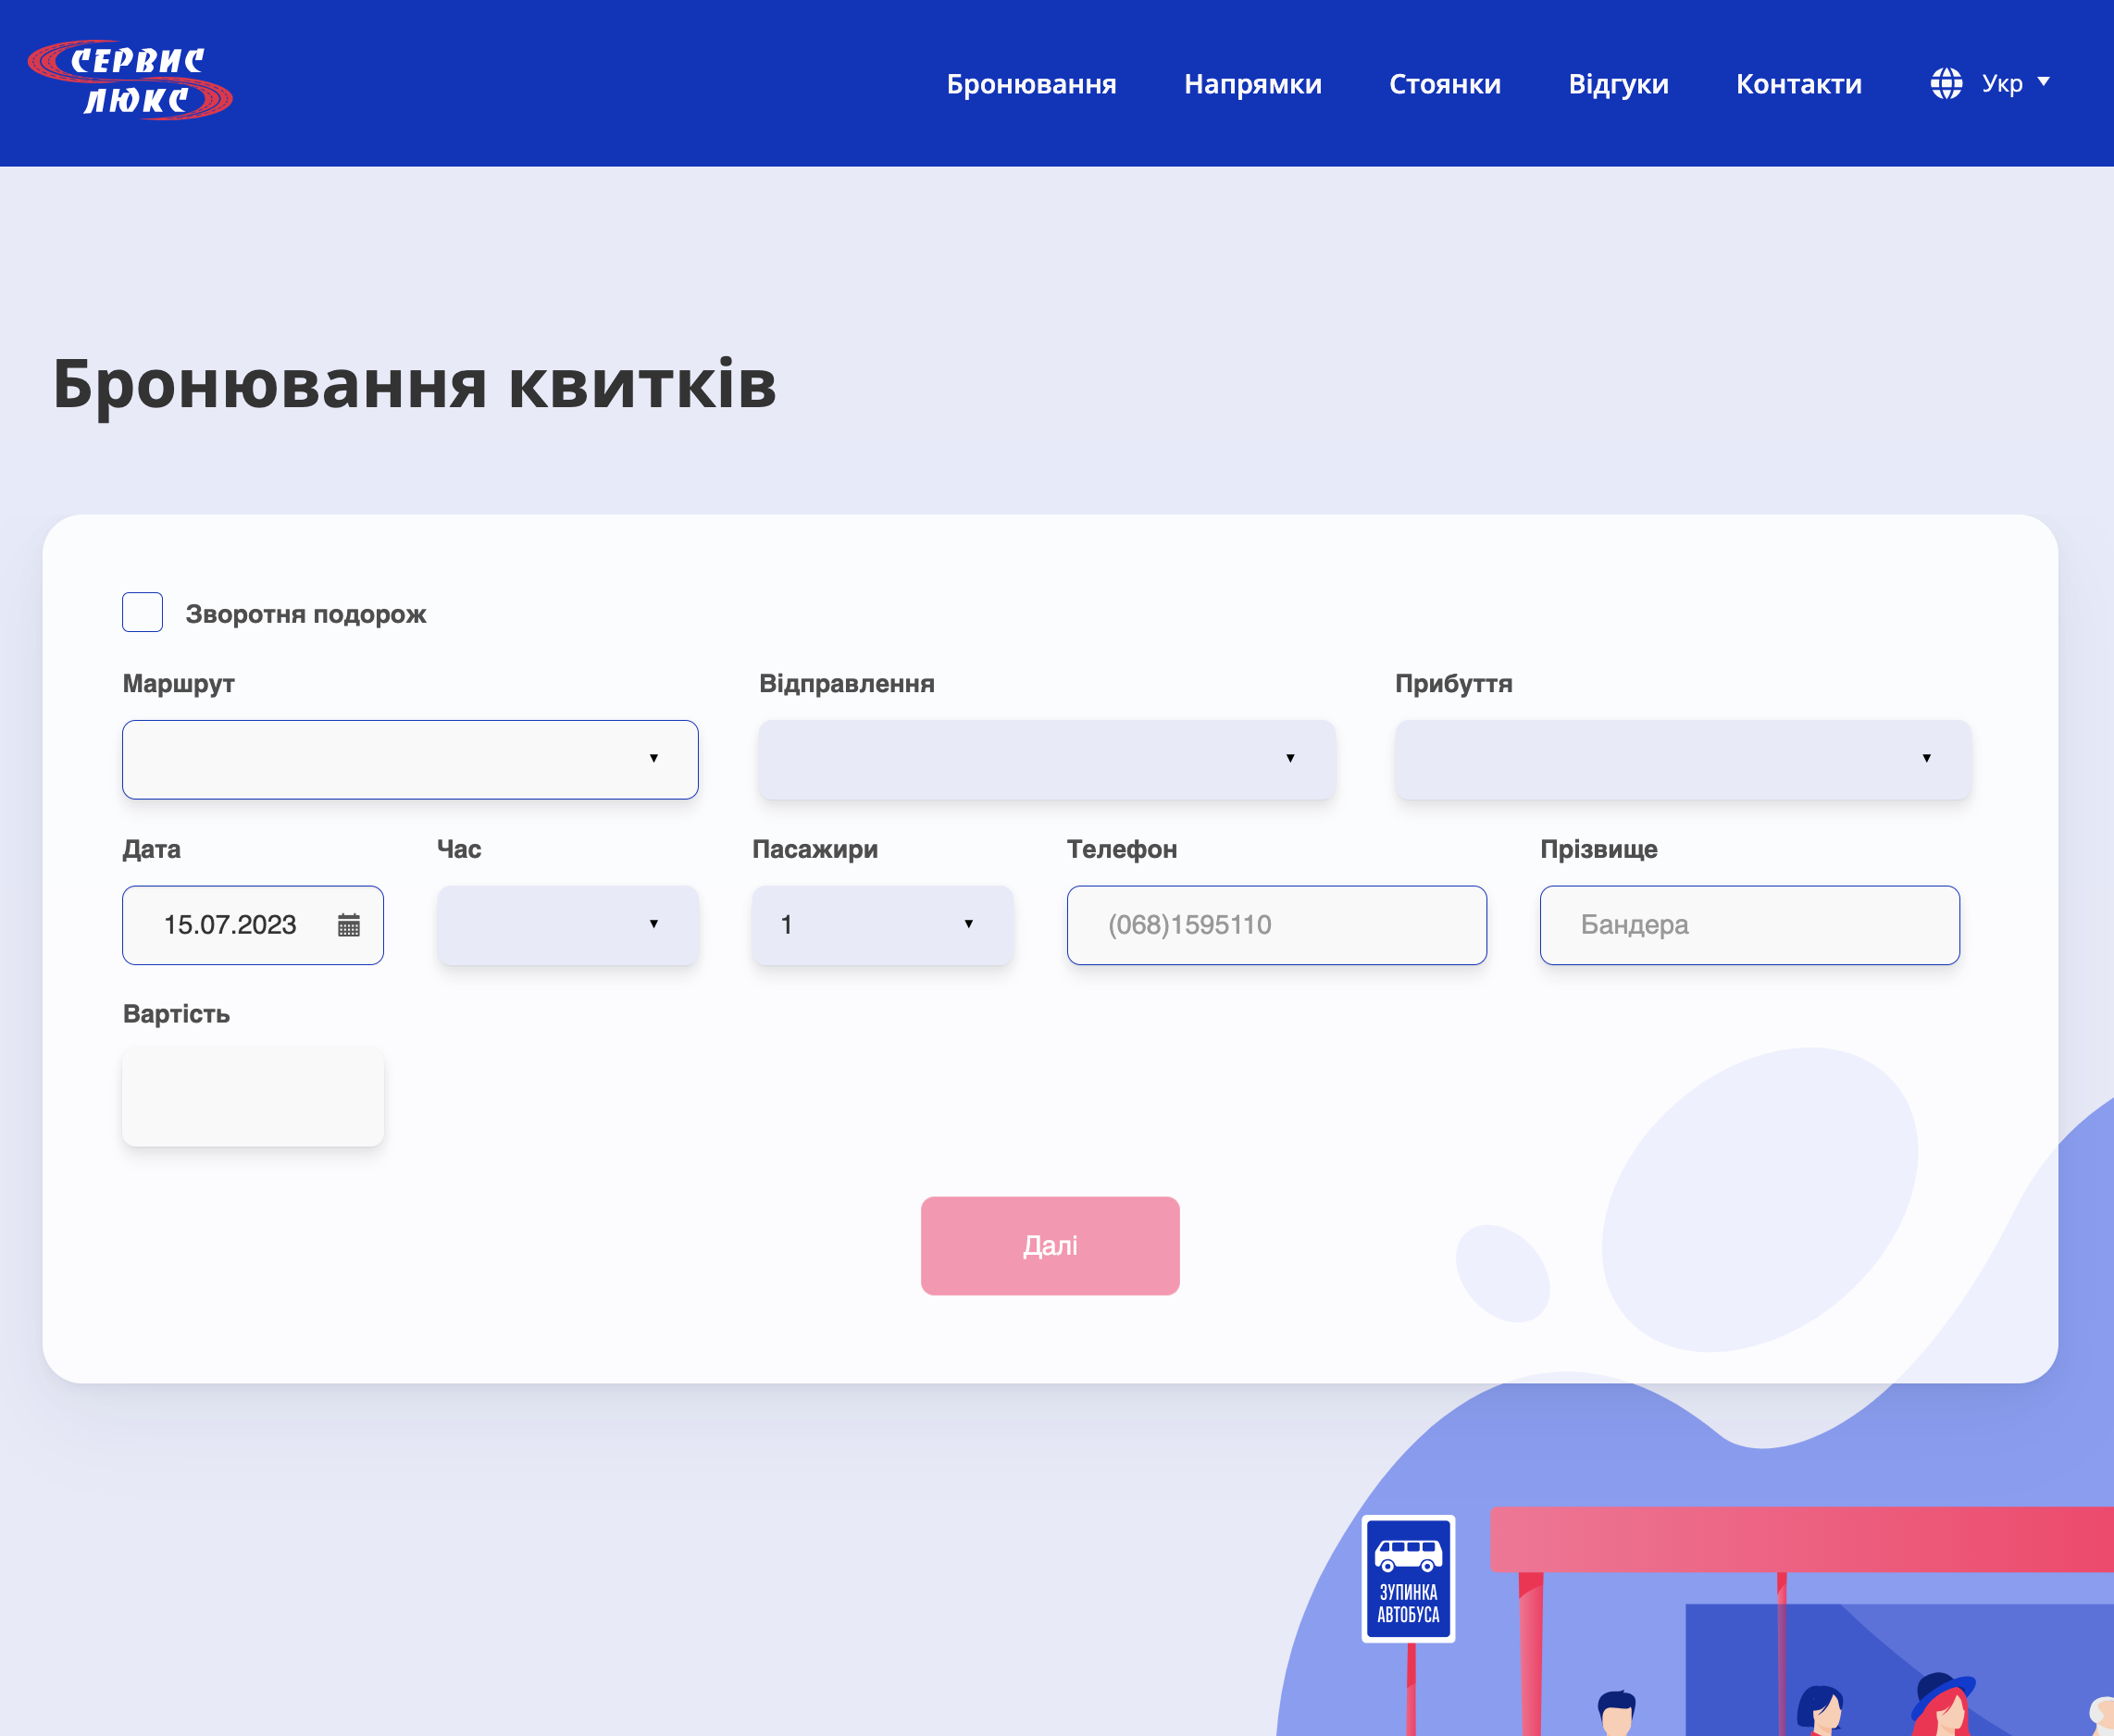 СЕРВИС
ЛЮКС
Бронювання Напрямки Стоянки Відгуки Контакти Укр
Бронювання квитків
Зворотня подорож
Маршрут Відправлення Прибуття
Дата Час Пасажири Телефон Прізвище
15.07.2023 1 (068)1595110 Бандера
Вартість
Далі
ЗУПИНКА
АВТОБУСА